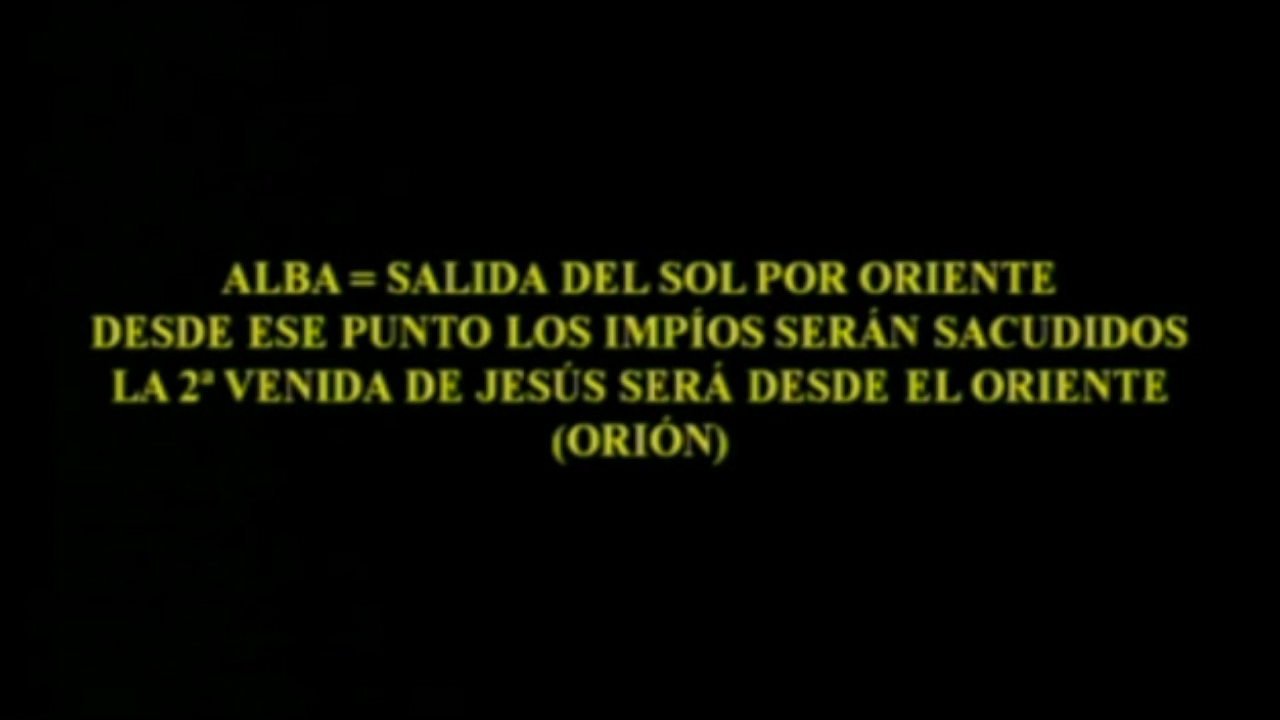 ALBA = SALIDA DEL SOL POR ORIENTE
DESDE ESE PUNTO LOS IMPÍOS SERÁN SACUDIDOS
LA 2ª VENIDA DE JESÚS SERÁ DESDE EL ORIENTE
(ORIÓN)